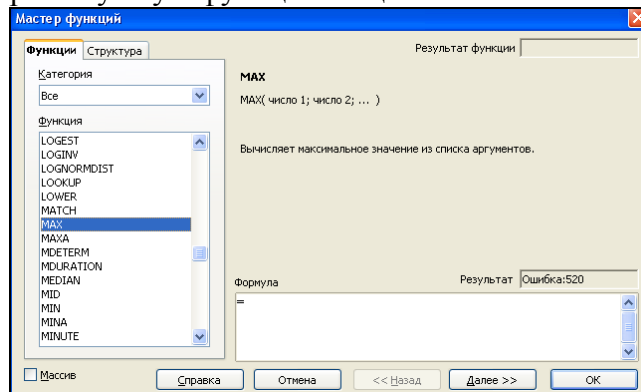 Мастер функций
Функции Структура
Результат функции
Категория
Все
Функция
LOGEST
LOGINV
LOGNORMDIST
LOOKUP
LOWER
MATCH
MAX
MAXA
MDETERM
MDURATION
MEDIAN
MID
MIN
MINA
MINUTE
MAX
MAX( число 1; число 2; ... )
Вычисляет максимальное значение из списка аргументов.
Формула
Результат Ошибка:520
=
Массив
Справка Отмена << Назад Далее >> OK